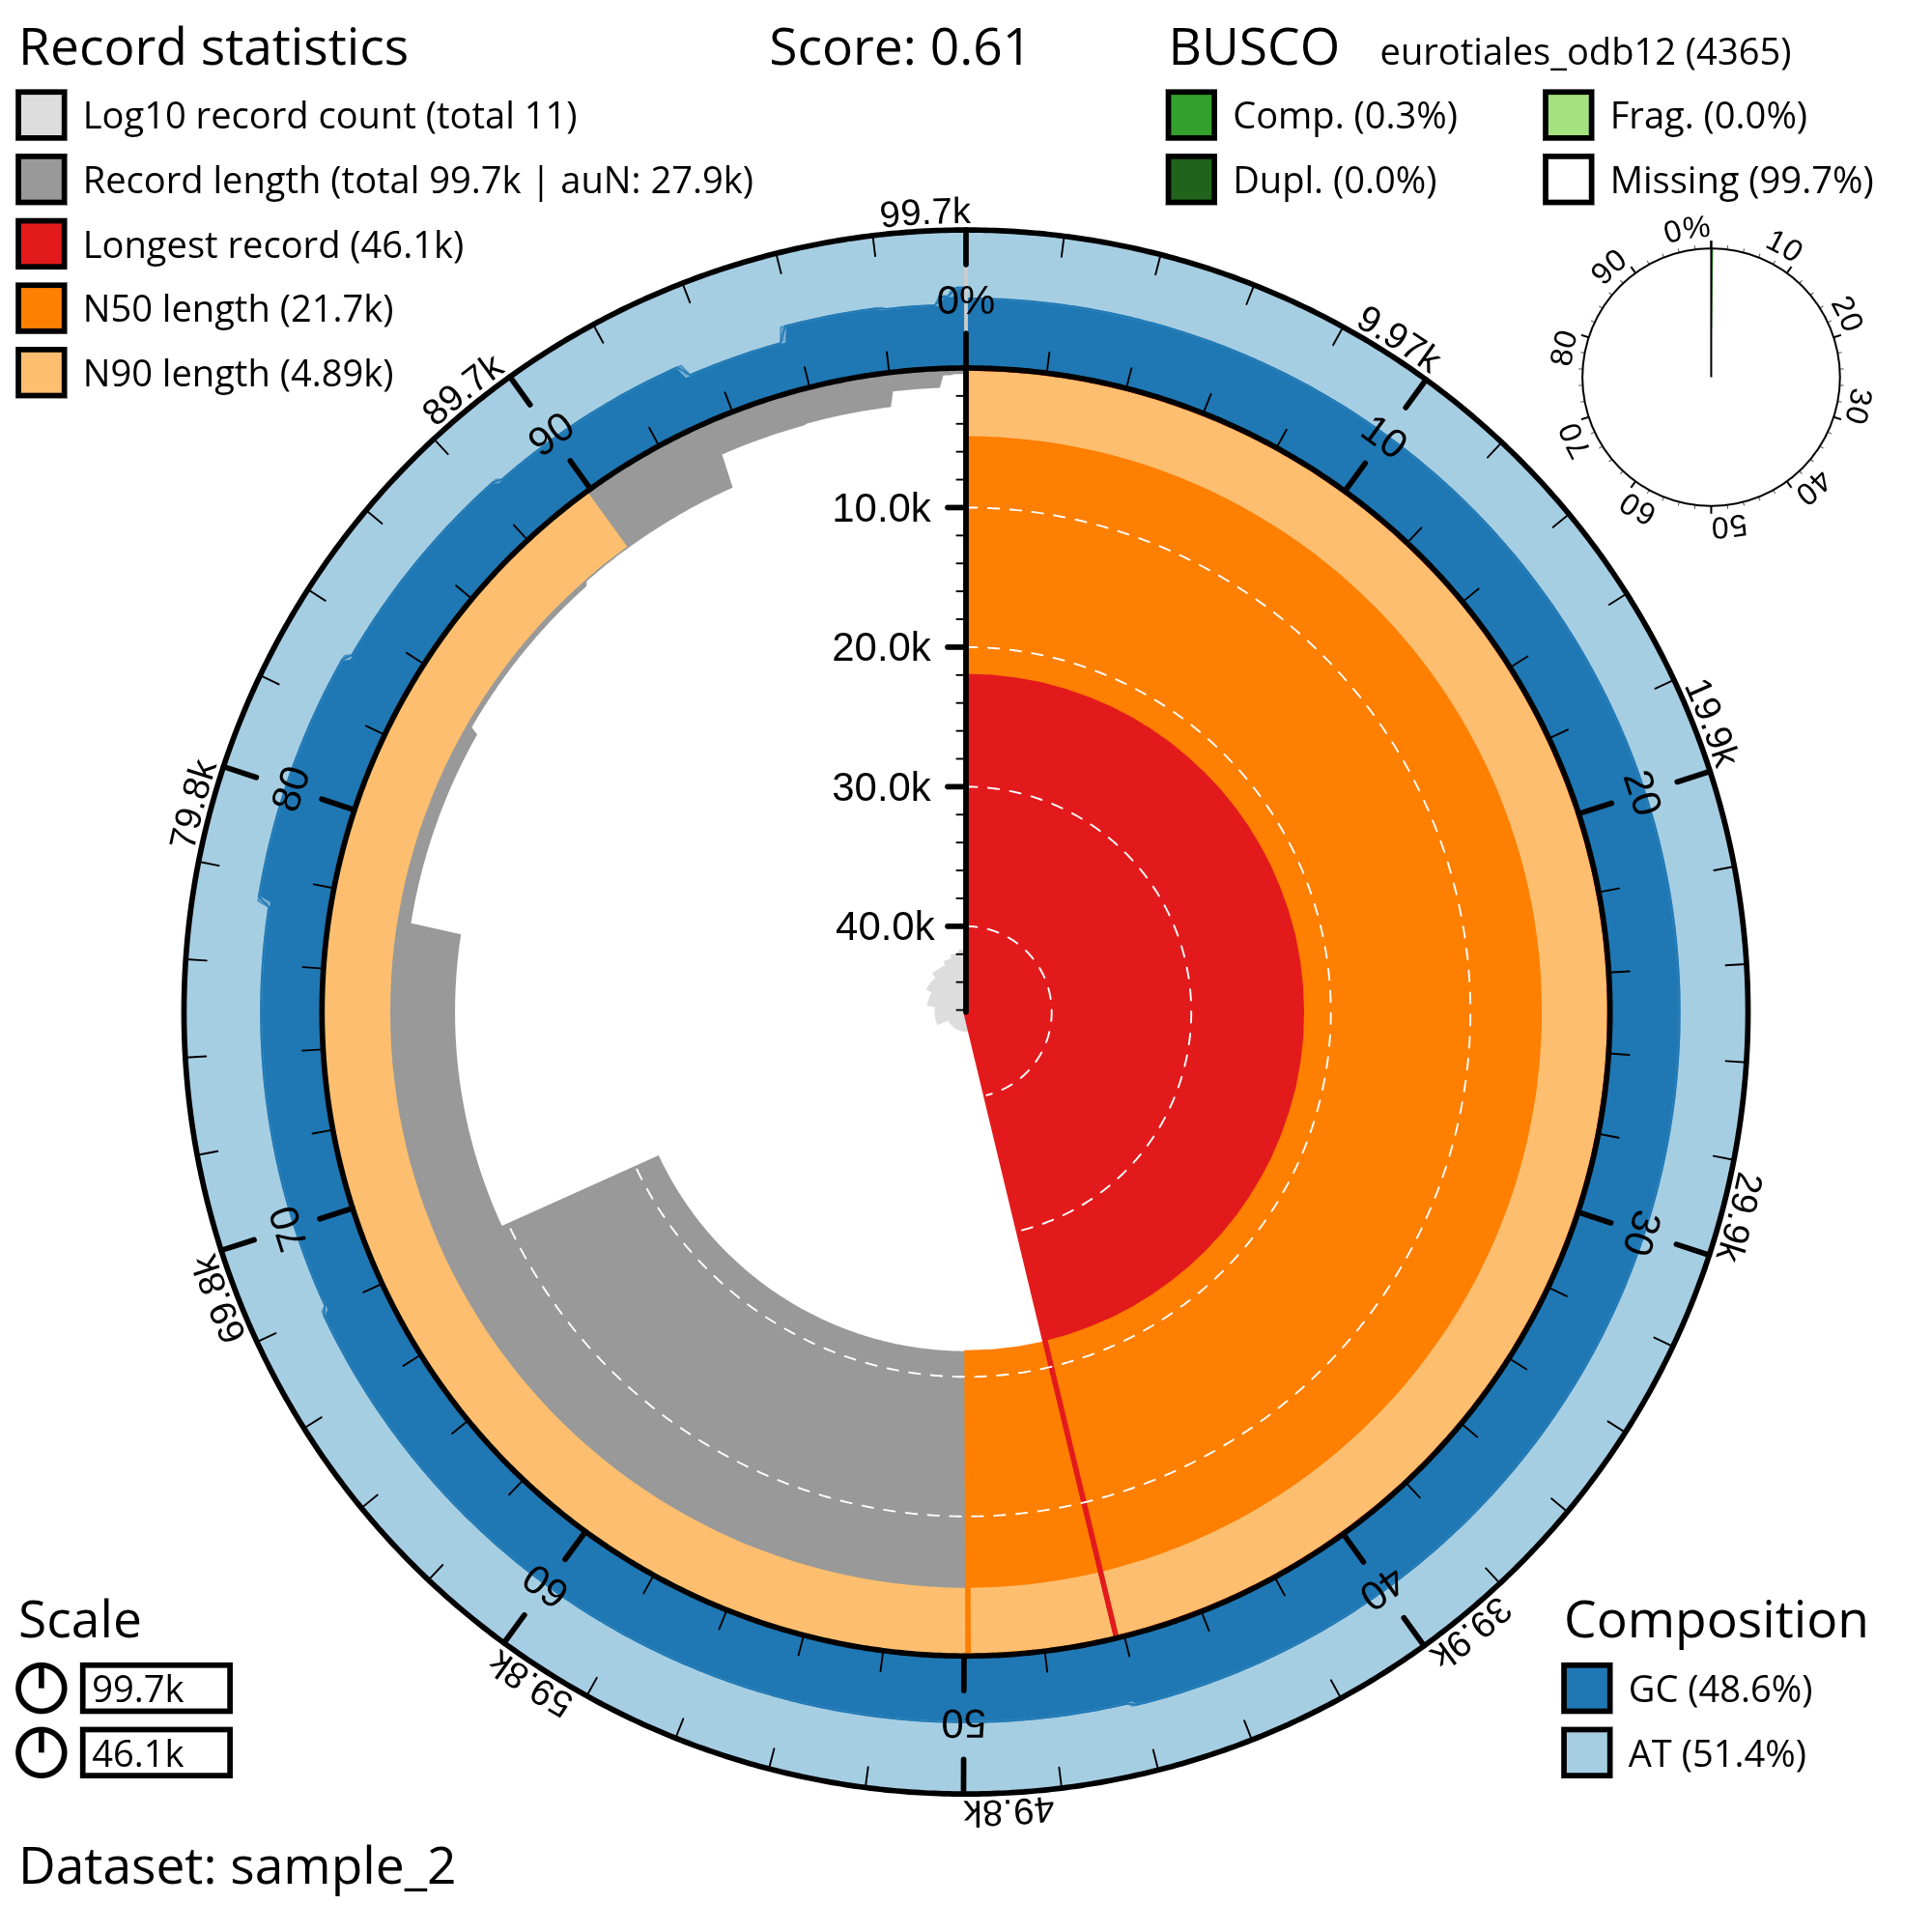 Record statistics
Log10 record count (total 11)
Record length (total 99.7k | auN: 27.9k)
Longest record (46.1k)
N50 length (21.7k)
N90 length (4.89k)
Score: 0.61
BUSCO eurotiales_odb12 (4365)
Comp. (0.3%) Frag. (0.0%)
Dupl. (0.0%) Missing (99.7%)
0%
10
20
30
40
50
60
70
80
90
99.7k
9.97k
19.9k
29.9k
39.9k
49.8k
59.8k
69.8k
79.8k
89.7k
0%
10
20
30
40
50
60
70
80
90
10.0k
20.0k
30.0k
40.0k
Scale
99.7k
46.1k
Composition
GC (48.6%)
AT (51.4%)
Dataset: sample_2